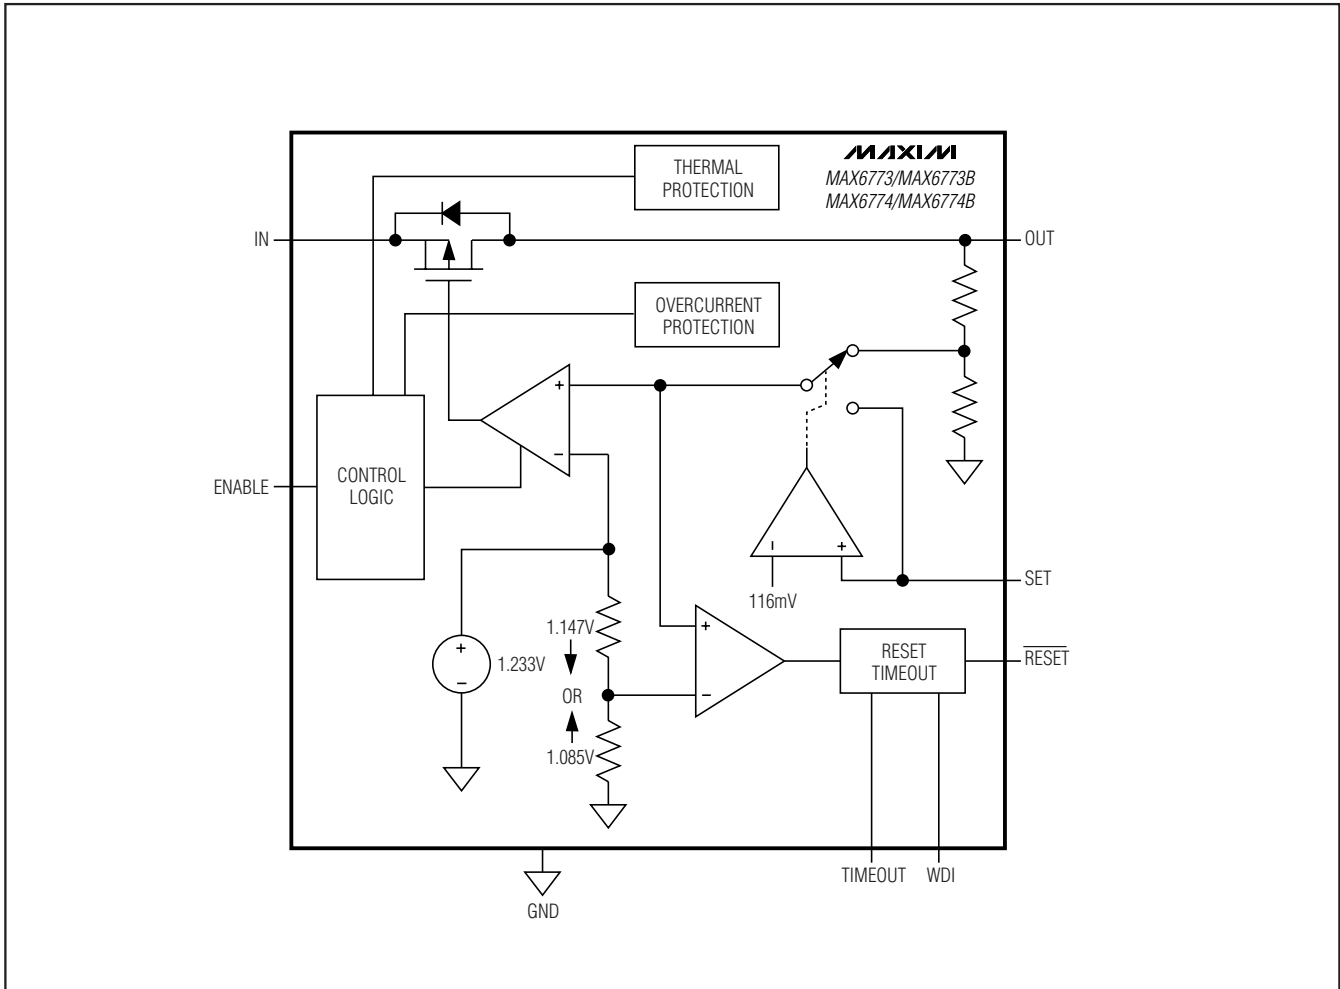 MAXIM
MAX6773/MAX6773B
MAX6774/MAX6774B
THERMAL
PROTECTION
IN
OUT
OVERCURRENT
PROTECTION
+
−
CONTROL
LOGIC
ENABLE
− +
116mV
SET
1.147V
+
−
1.233V
OR
1.085V
+
−
RESET
TIMEOUT
RESET
TIMEOUT WDI
GND